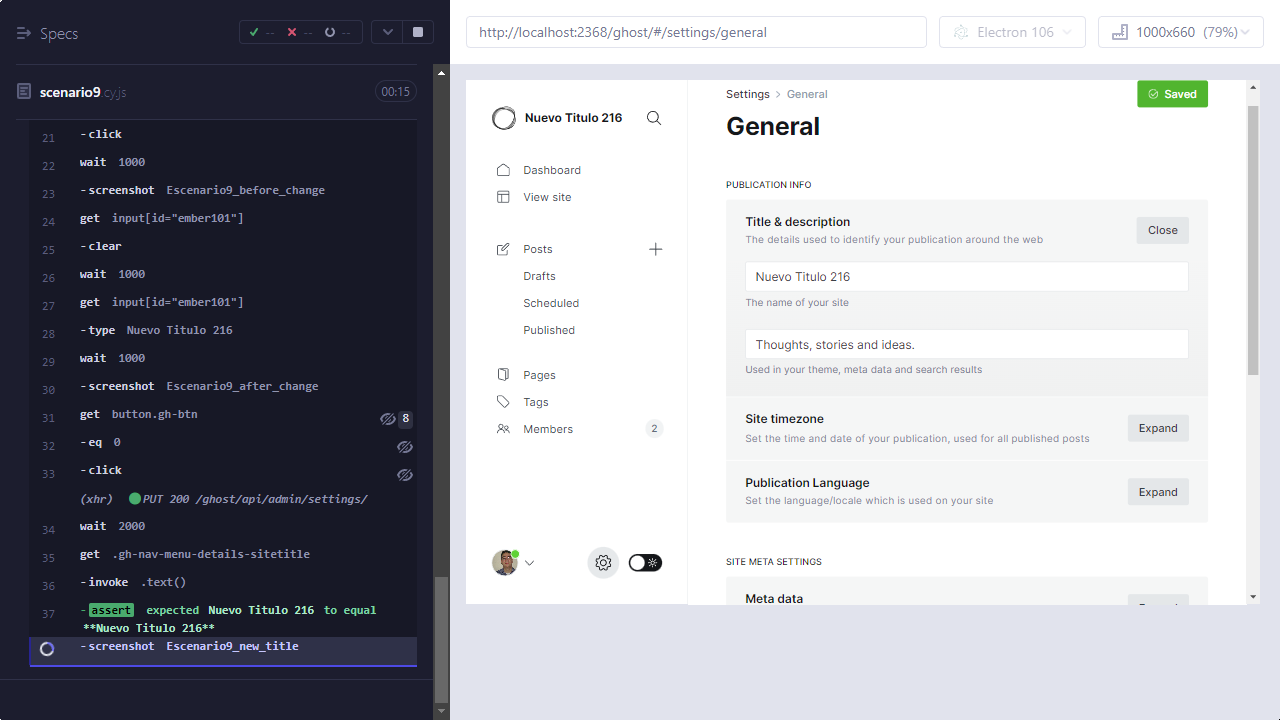 Specs
-- -- --
http://localhost:2368/ghost/#/settings/general
Electron 106
1000x660 (79%)
scenario9.cy.js
00:15
21 -click
22 wait 1000
23 -screenshot Escenario9_before_change
24 get input[id="ember101"]
25 -clear
26 wait 1000
27 get input[id="ember101"]
28 -type Nuevo Titulo 216
29 wait 1000
30 -screenshot Escenario9_after_change
31 get button.gh-btn 8
32 -eq 0
33 -click
(xhr) PUT 200 /ghost/api/admin/settings/
34 wait 2000
35 get .gh-nav-menu-details-sitetitle
36 -invoke .text()
37 -assert expected Nuevo Titulo 216 to equal
**Nuevo Titulo 216**
-screenshot Escenario9_new_title
Nuevo Titulo 216
Dashboard
View site
Posts
Drafts
Scheduled
Published
Pages
Tags
Members 2
Settings > General
Saved
General
PUBLICATION INFO
Title & description
The details used to identify your publication around the web
Close
Nuevo Titulo 216
The name of your site
Thoughts, stories and ideas.
Used in your theme, meta data and search results
Site timezone
Set the time and date of your publication, used for all published posts
Expand
Publication Language
Set the language/locale which is used on your site
Expand
SITE META SETTINGS
Meta data